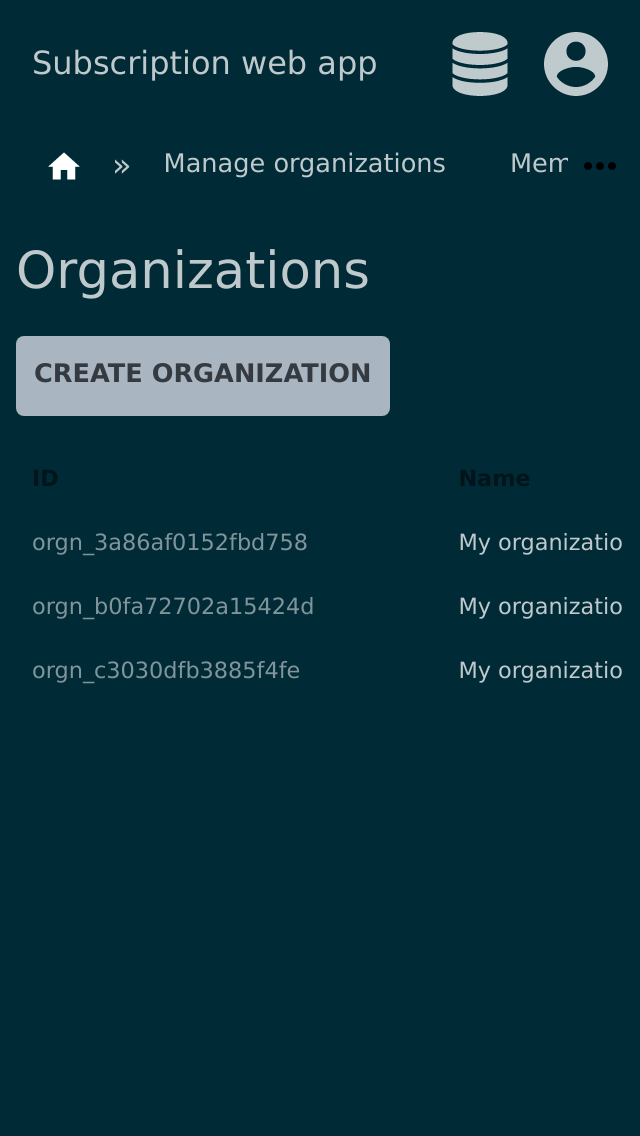 Subscription web app
» Manage organizations Mem
Organizations
CREATE ORGANIZATION
ID Name
orgn_3a86af0152fbd758 My organizatio
orgn_b0fa72702a15424d My organizatio
orgn_c3030dfb3885f4fe My organizatio